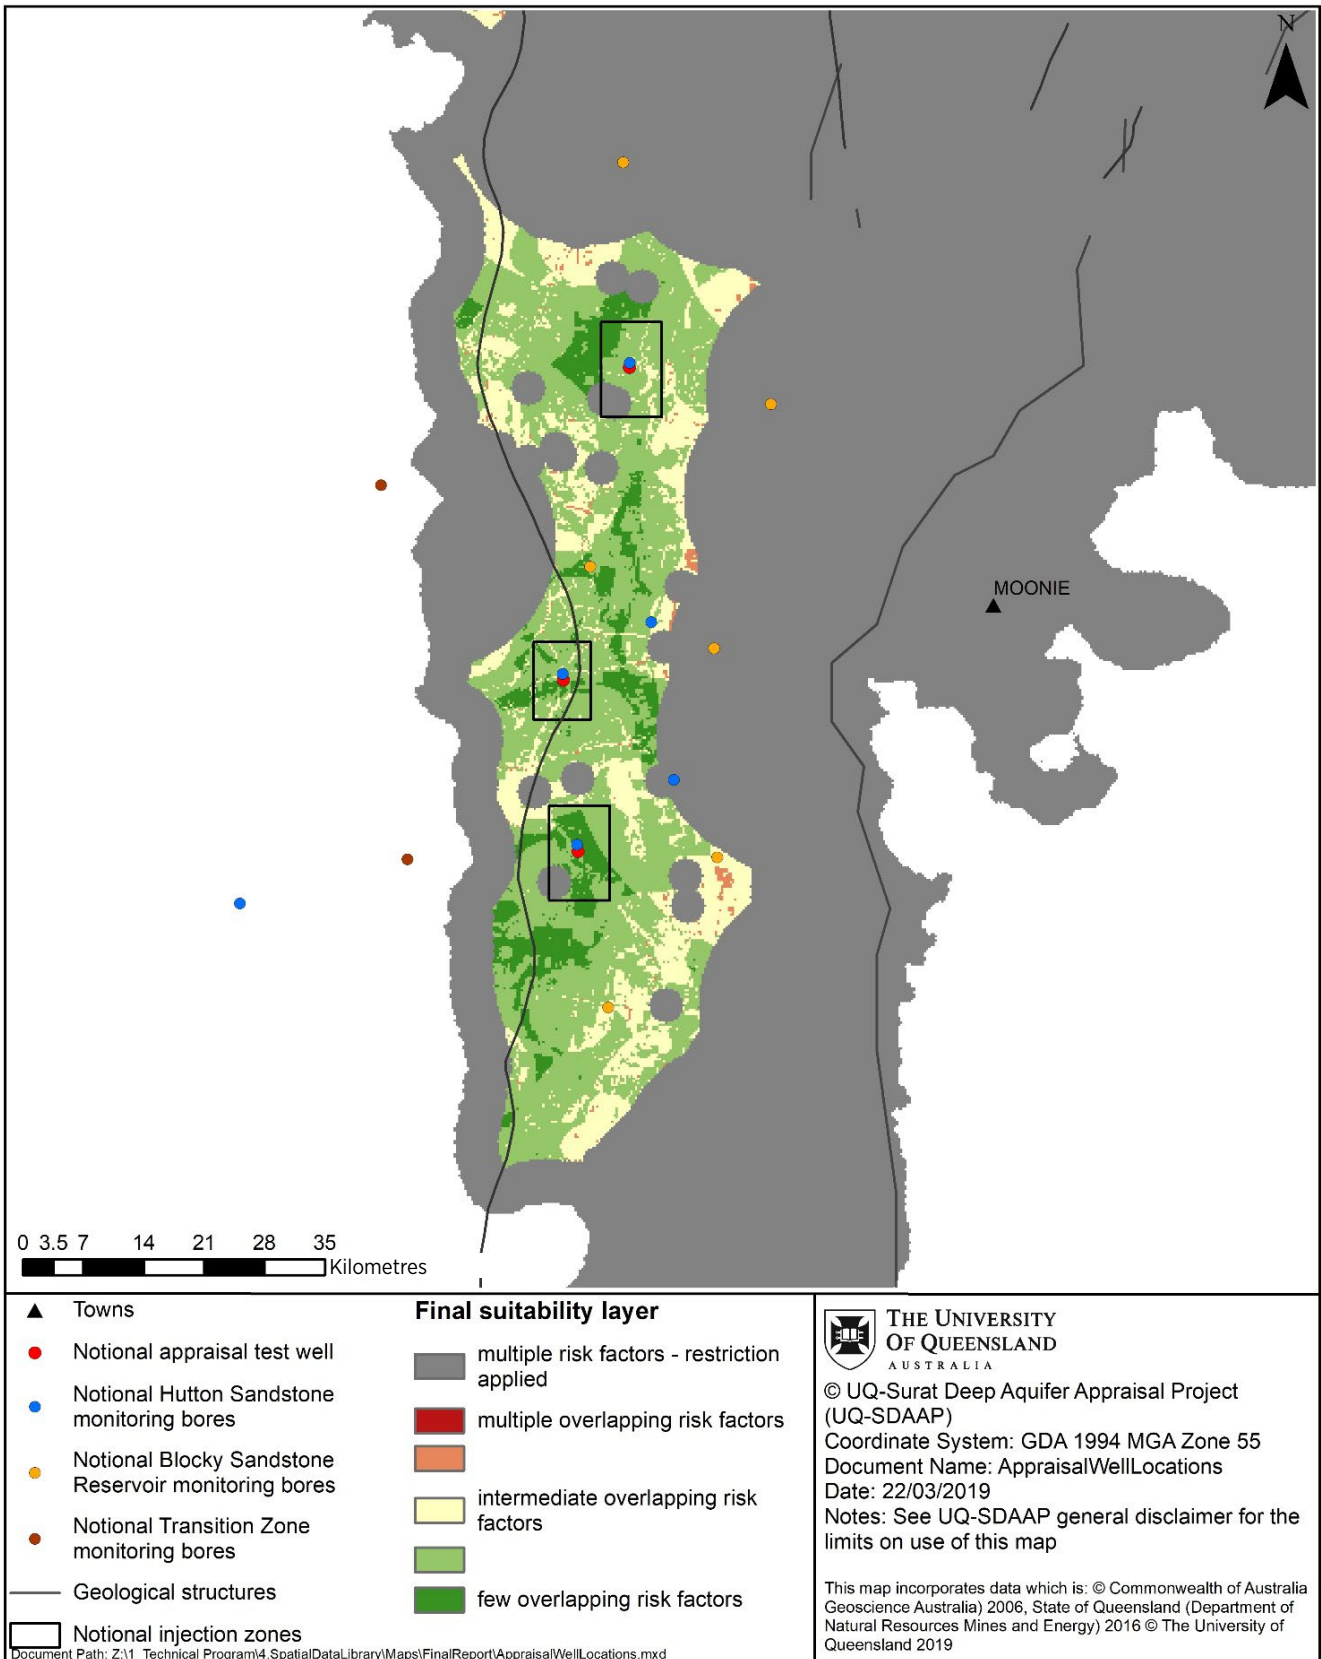 N
MOONIE
0 3.5 7 14 21 28 35
Kilometres
Towns
Notional appraisal test well
Notional Hutton Sandstone
monitoring bores
Notional Blocky Sandstone
Reservoir monitoring bores
Notional Transition Zone
monitoring bores
Geological structures
Notional injection zones
Document Path: Z:\1_Technical Program\4.SpatialDataLibrary\Maps\FinalReport\AppraisalWellLocations.mxd
Final suitability layer
multiple risk factors - restriction
applied
multiple overlapping risk factors
intermediate overlapping risk
factors
few overlapping risk factors
THE UNIVERSITY
OF QUEENSLAND
AUSTRALIA
© UQ-Surat Deep Aquifer Appraisal Project
(UQ-SDAAP)
Coordinate System: GDA 1994 MGA Zone 55
Document Name: AppraisalWellLocations
Date: 22/03/2019
Notes: See UQ-SDAAP general disclaimer for the
limits on use of this map
This map incorporates data which is: © Commonwealth of Australia
Geoscience Australia) 2006, State of Queensland (Department of
Natural Resources Mines and Energy) 2016 © The University of
Queensland 2019